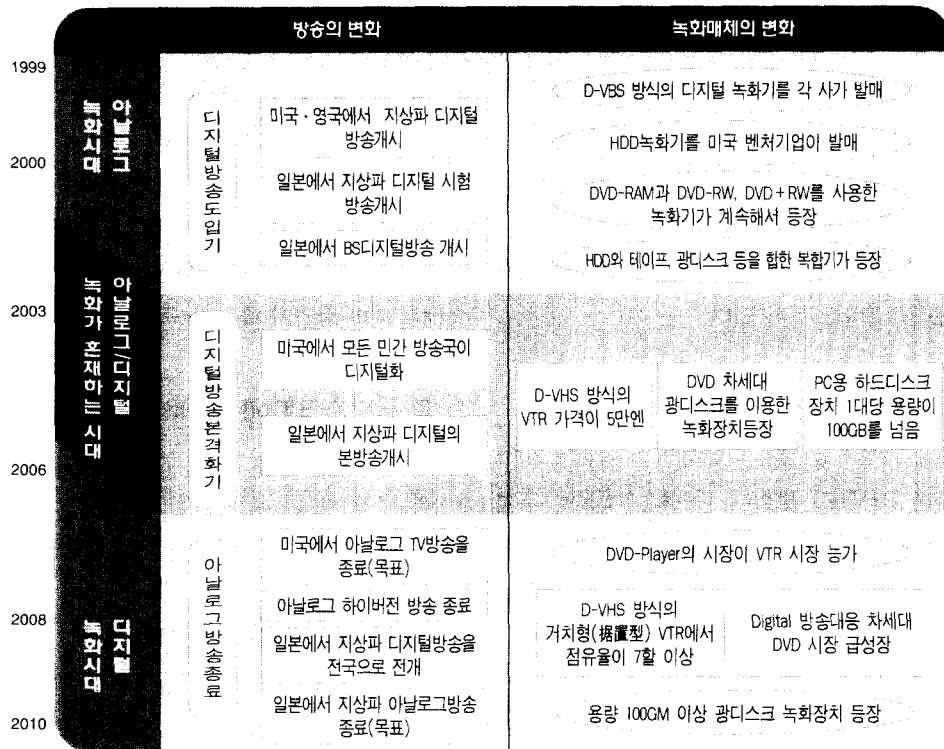 방송의 변화
녹화매체의 변화
1999
2000
2003
2006
2008
2010
아날로그
녹화시대
디지털방송도입기
미국·영국에서 지상파 디지털
방송개시
일본에서 지상파 디지털 시험
방송개시
일본에서 BS디지털방송 개시
D-VBS 방식의 디지털 녹화기를 각 사가 발매
HDD녹화기를 미국 벤처기업이 발매
DVD-RAM과 DVD-RW, DVD+RW를 사용한
녹화기가 계속해서 등장
HDD와 테이프, 광디스크 등을 합한 복합기가 등장
아날로그/디지털
녹화가 혼재하는 시대
디지털방송본격화기
미국에서 모든 민간 방송국이
디지털화
일본에서 지상파 디지털의
본방송개시
D-VHS 방식의
VTR 가격이 5만엔
DVD 차세대
광디스크를 이용한
녹화장치등장
PC용 하드디스크
장치 1대당 용량이
100GB를 넘음
디지털
녹화시대
아날로그방송종료
미국에서 아날로그 TV방송을
종료(목표)
아날로그 하이버전 방송 종료
일본에서 지상파 디지털방송을
전국으로 전개
일본에서 지상파 아날로그방송
종료(목표)
DVD-Player의 시장이 VTR 시장 능가
D-VHS 방식의
거치형(据置型) VTR에서
점유율이 7할 이상
Digital 방송대응 차세대
DVD 시장 급성장
용량 100GM 이상 광디스크 녹화장치 등장